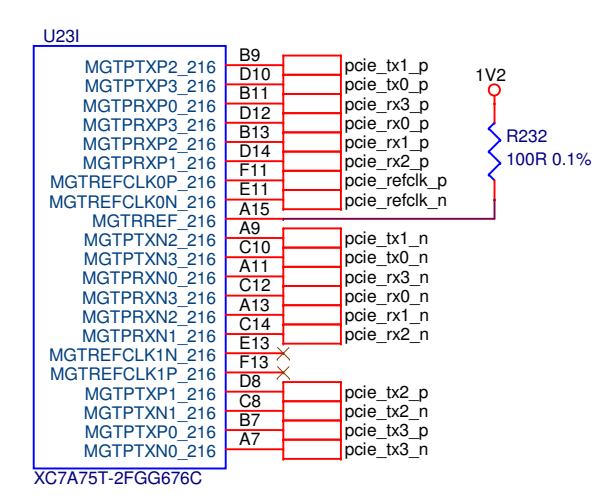 U23I
MGTPTXP2_216 B9 pcie_tx1_p
MGTPTXP3_216 D10 pcie_tx0_p
MGTPRXP0_216 B11 pcie_rx3_p
MGTPRXP3_216 D12 pcie_rx0_p
MGTPRXP2_216 B13 pcie_rx1_p
MGTPRXP1_216 D14 pcie_rx2_p
MGTREFCLK0P_216 F11 pcie_refclk_p
MGTREFCLK0N_216 E11 pcie_refclk_n
MGTRREF_216 A15
1V2
R232
100R 0.1%
MGTPTXN2_216 A9 pcie_tx1_n
MGTPTXN3_216 C10 pcie_tx0_n
MGTPRXN0_216 A11 pcie_rx3_n
MGTPRXN3_216 C12 pcie_rx0_n
MGTPRXN2_216 A13 pcie_rx1_n
MGTPRXN1_216 C14 pcie_rx2_n
MGTREFCLK1N_216 E13
MGTREFCLK1P_216 F13
MGTPTXP1_216 D8 pcie_tx2_p
MGTPTXN1_216 C8 pcie_tx2_n
MGTPTXP0_216 B7 pcie_tx3_p
MGTPTXN0_216 A7 pcie_tx3_n
XC7A75T-2FGG676C